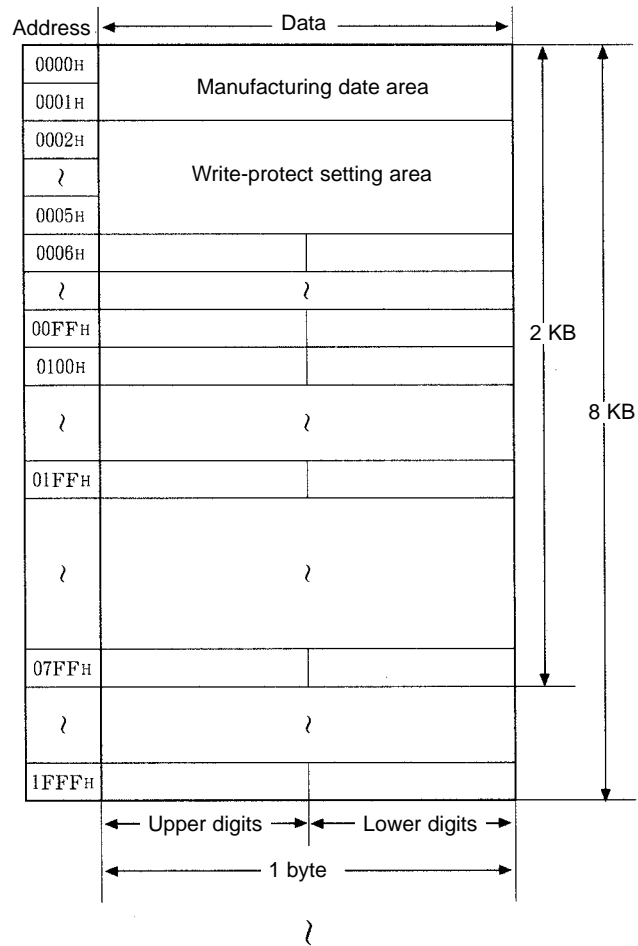 Address Data
0000H
Manufacturing date area
0001H
0002H
≀ Write-protect setting area
0005H
0006H
≀ ≀
00FFH
2 KB
0100H
8 KB
≀ ≀
01FFH
≀ ≀
07FFH
≀ ≀
1FFFH
Upper digits Lower digits
1 byte
≀